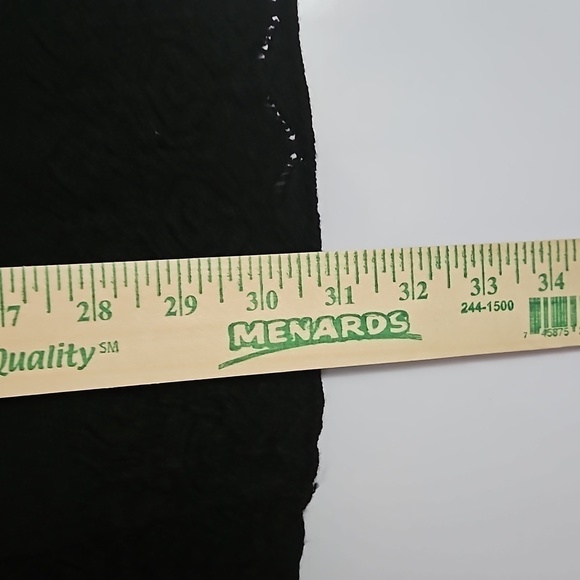 7 28 29 30 31 32 33 34
MENARDS 244-1500
Quality SM